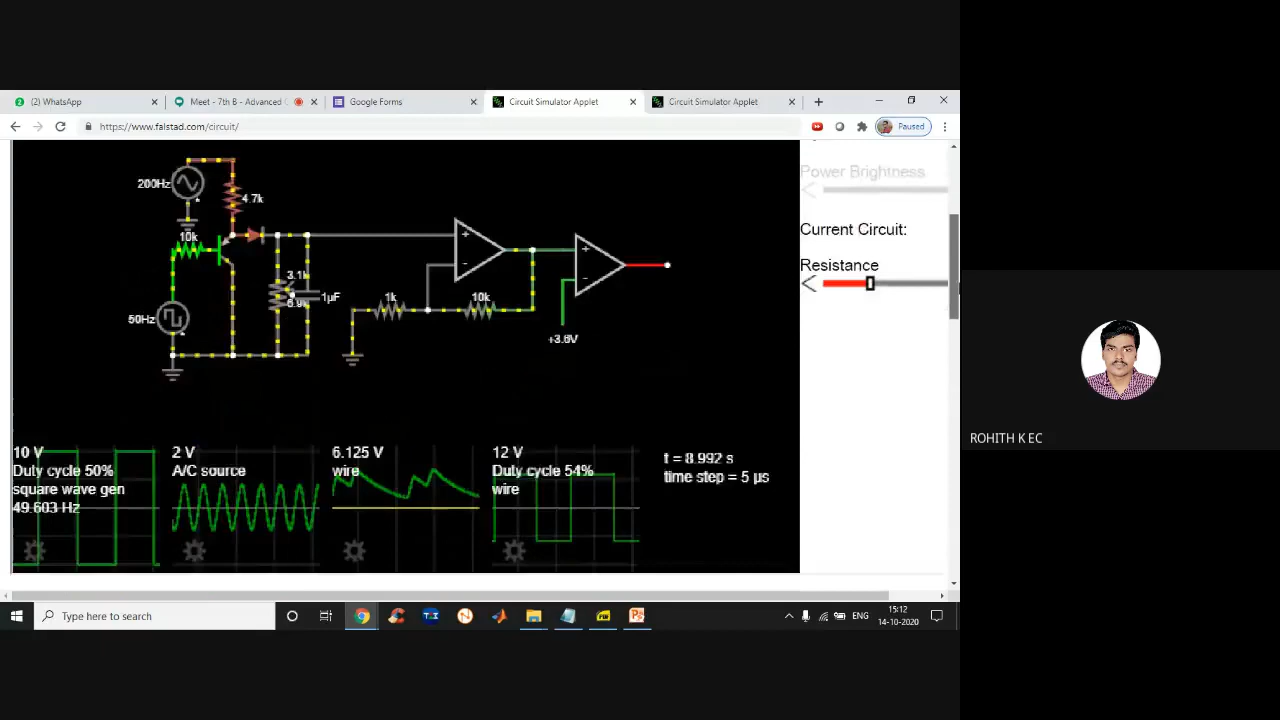 (2) WhatsApp
Meet - 7th B - Advanced
Google Forms
Circuit Simulator Applet
Circuit Simulator Applet
https://www.falstad.com/circuit/
Paused
200Hz
4.7k
10k
50Hz
3.1k
1µF
1k
10k
+3.6V
+
-
+
-
Power Brightness
Current Circuit:
Resistance
10 V
Duty cycle 50%
square wave gen
49.603 Hz
2 V
A/C source
6.125 V
wire
12 V
Duty cycle 54%
wire
t = 8.992 s
time step = 5 µs
ROHITH K EC
Type here to search
ENG
15:12
14-10-2020